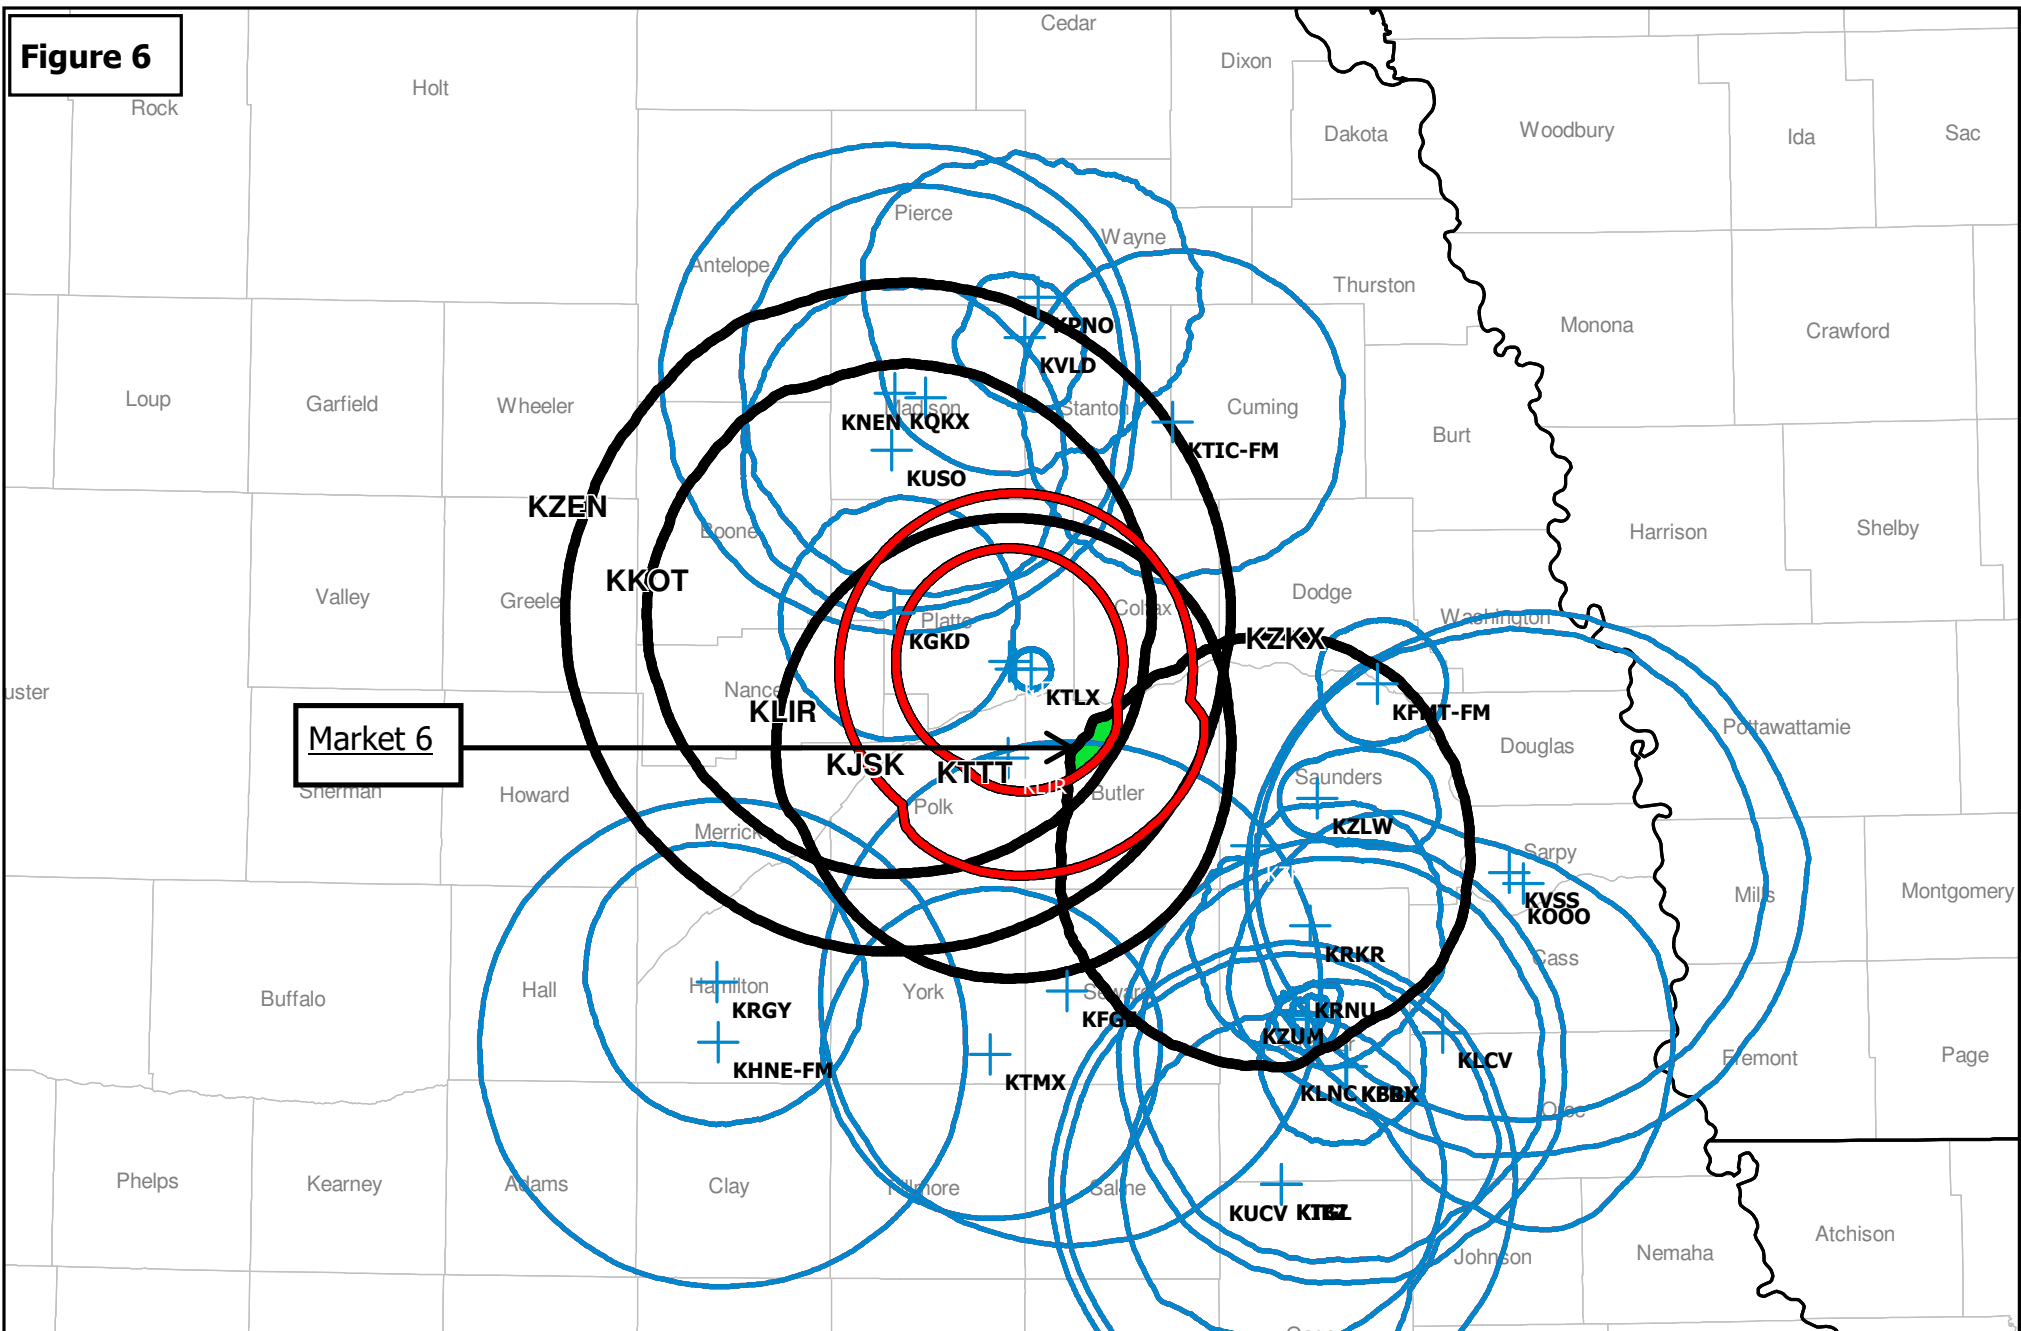 Figure 6
Cedar
Dixon
Holt
Rock
Dakota
Woodbury
Ida
Sac
Pierce
Wayne
Antelope
Thurston
KPNO
Monona
Crawford
KVLD
Loup
Garfield
Wheeler
Madison
Stanton
Cuming
KNEN
KQKX
Burt
KTIC-FM
KUSO
KZEN
Boone
Harrison
Shelby
KKOT
Valley
Greele
Dodge
Colfax
Platte
Washington
KGKD
KZKX
Nance
uster
KTLX
KLIR
KFMT-FM
Pottawattamie
Market 6
Douglas
KJSK
KTTT
Saunders
KLIR
Sherman
Howard
Polk
Butler
Merrick
KZLW
Sarpy
Mills
Montgomery
KVSS
KOOO
KRKR
Cass
Hamilton
Hall
York
Buffalo
KRGY
KRNU
KZUM
Fremont
Page
KLCV
KHNE-FM
KTMX
KLNC
Phelps
Kearney
Adams
Clay
Fillmore
Saline
KUCV
Johnson
Nemaha
Atchison